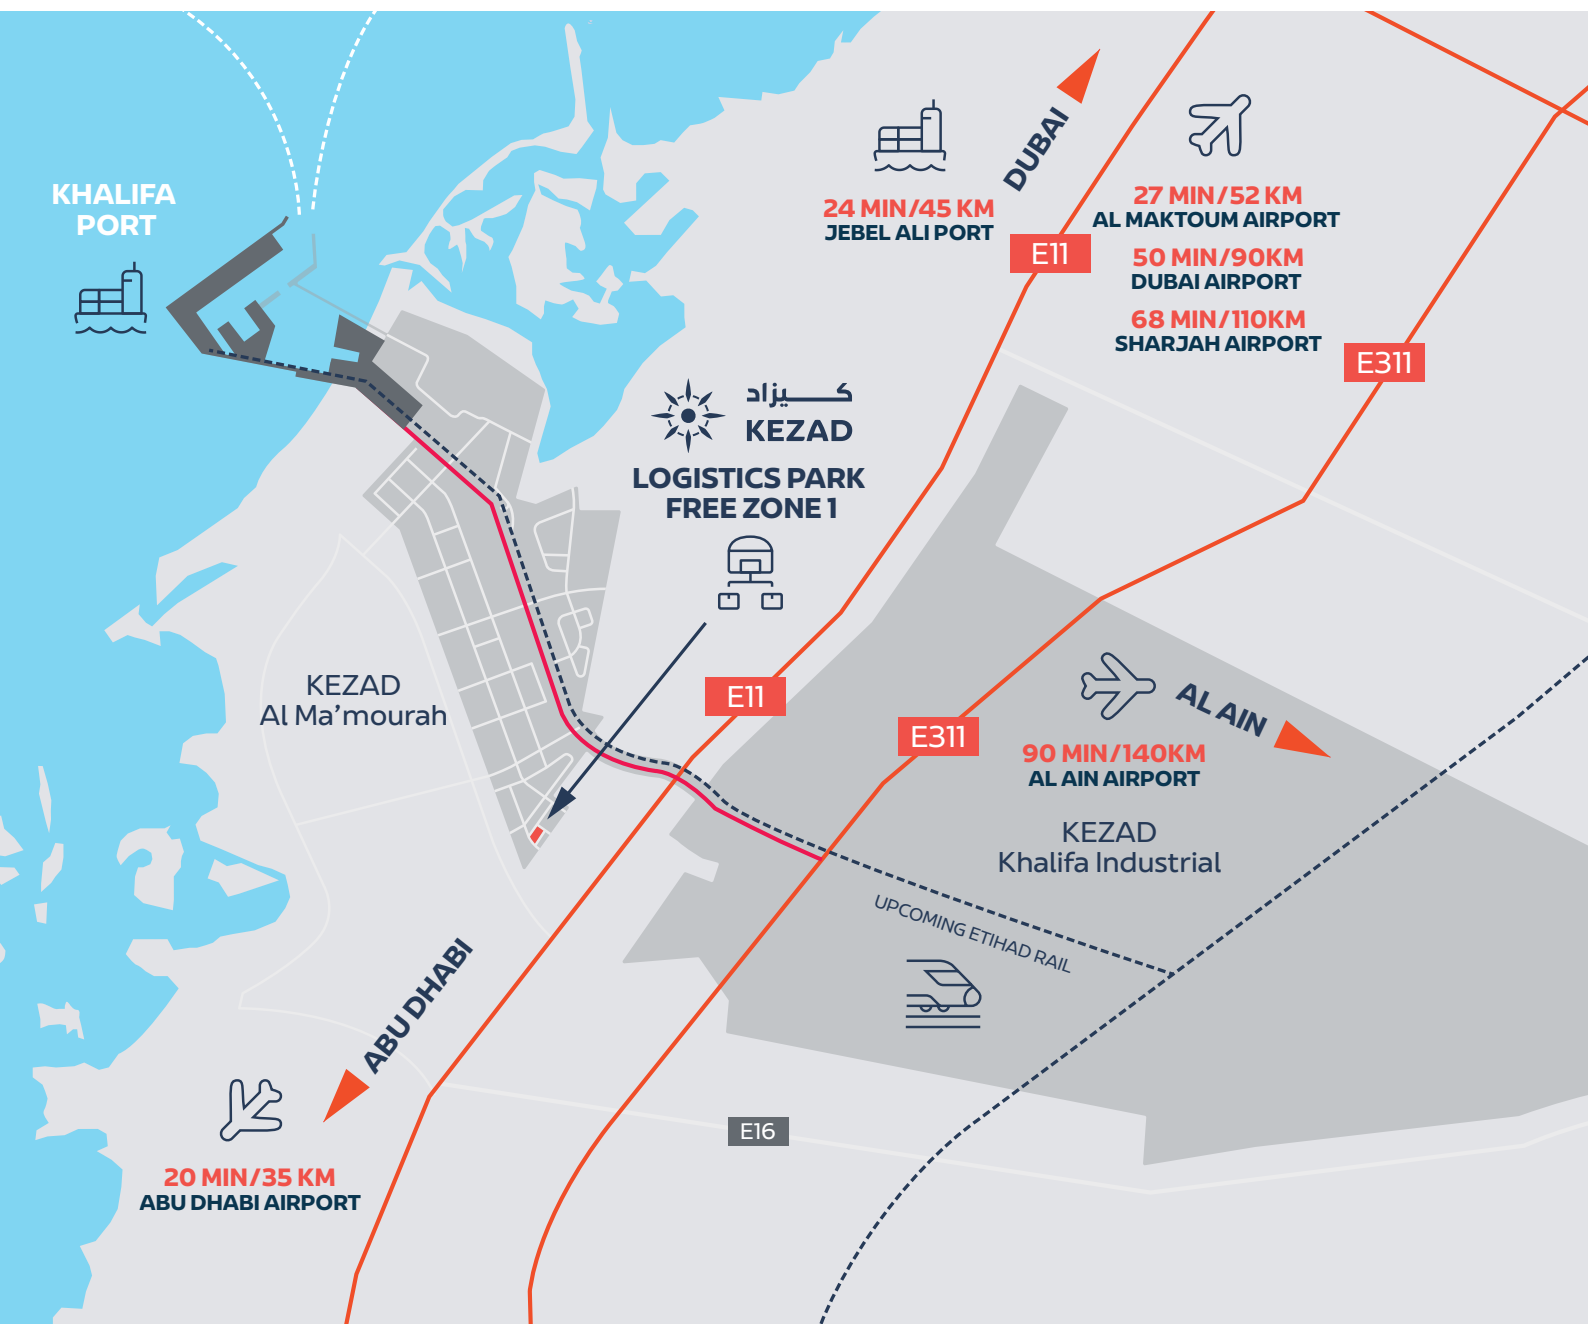 KHALIFA
PORT
24 MIN/45 KM
JEBEL ALI PORT
DUBAI
E11
27 MIN/52 KM
AL MAKTOUM AIRPORT
50 MIN/90KM
DUBAI AIRPORT
68 MIN/110KM
SHARJAH AIRPORT
E311
كـــيزاد
KEZAD
LOGISTICS PARK
FREE ZONE 1
KEZAD
Al Ma’mourah
E11
E311
AL AIN
90 MIN/140KM
AL AIN AIRPORT
KEZAD
Khalifa Industrial
UPCOMING ETIHAD RAIL
ABU DHABI
20 MIN/35 KM
ABU DHABI AIRPORT
E16